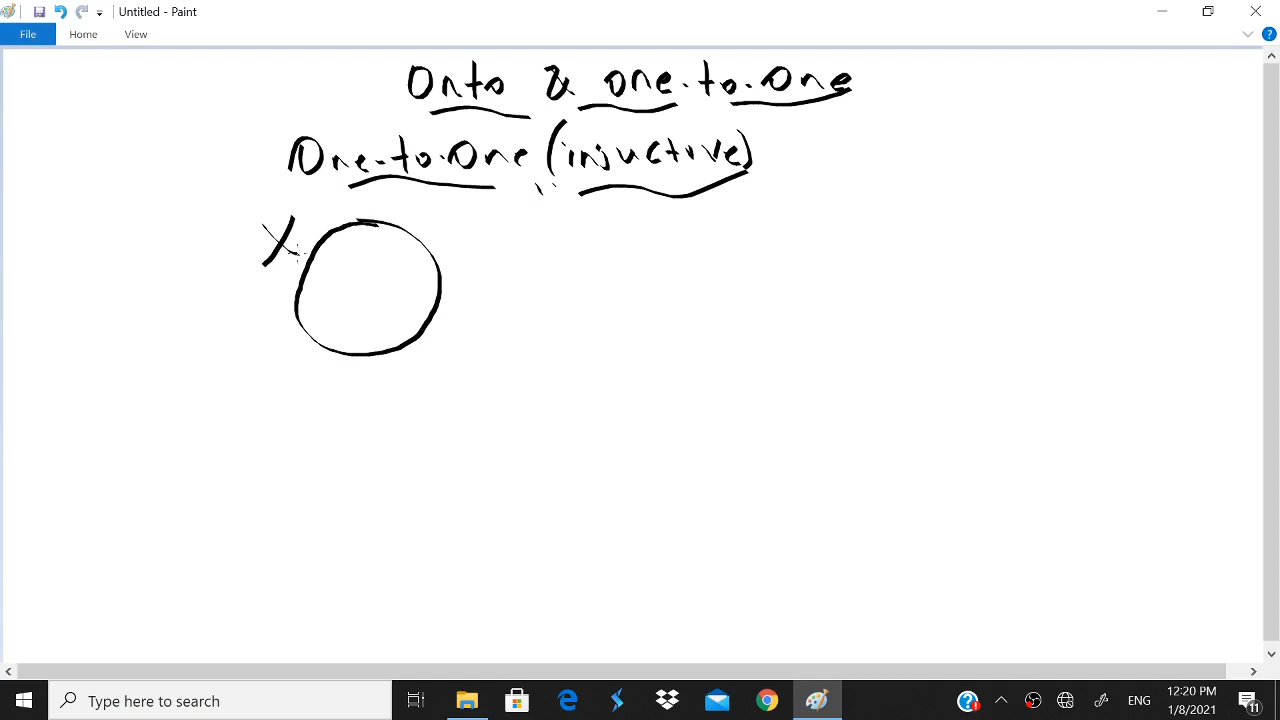 Untitled - Paint
File Home View
Onto & One-to-One
One-to-One (injuctive)
X
Type here to search
ENG
12:20 PM
1/8/2021
11